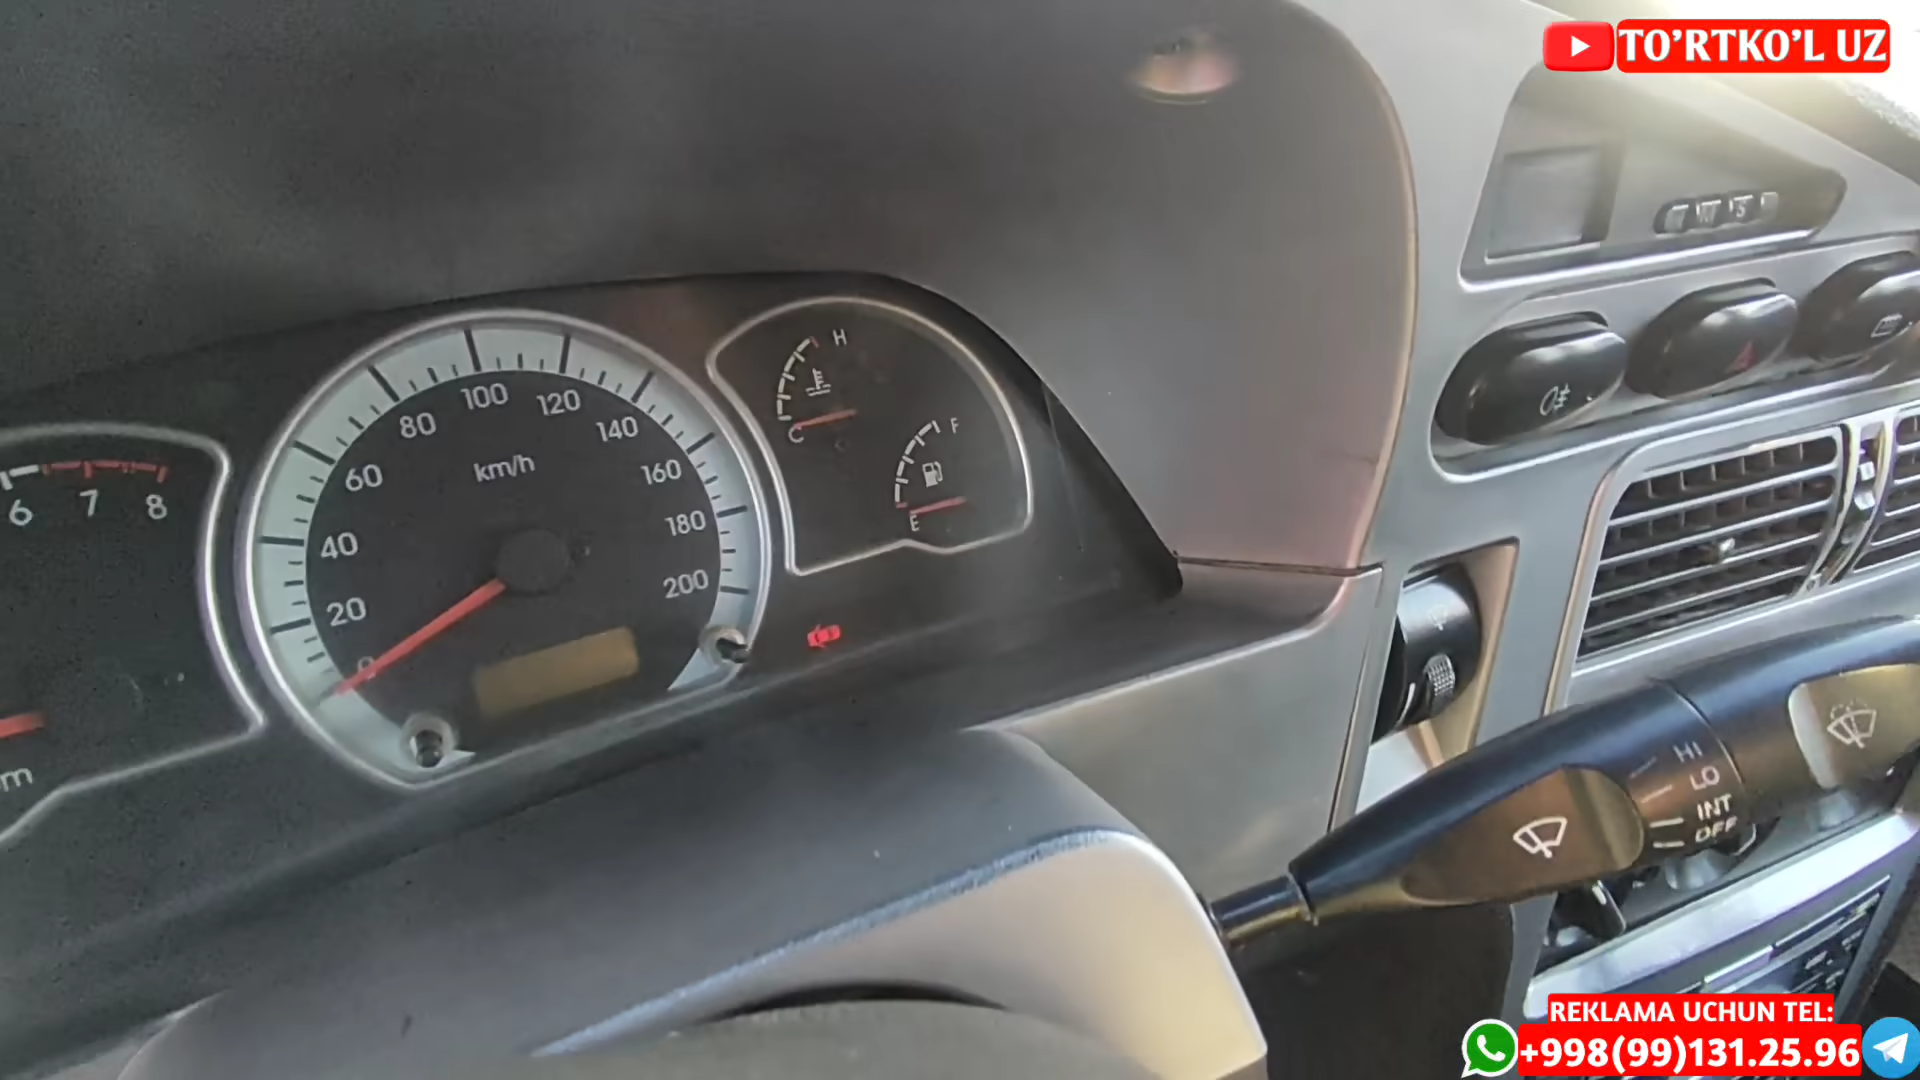 TO'RTKO'L UZ
H
C
F
E
100
120
80
140
60
km/h
160
40
180
20
200
0
6 7 8
HI
LO
INT
OFF
REKLAMA UCHUN TEL:
+998(99)131.25.96